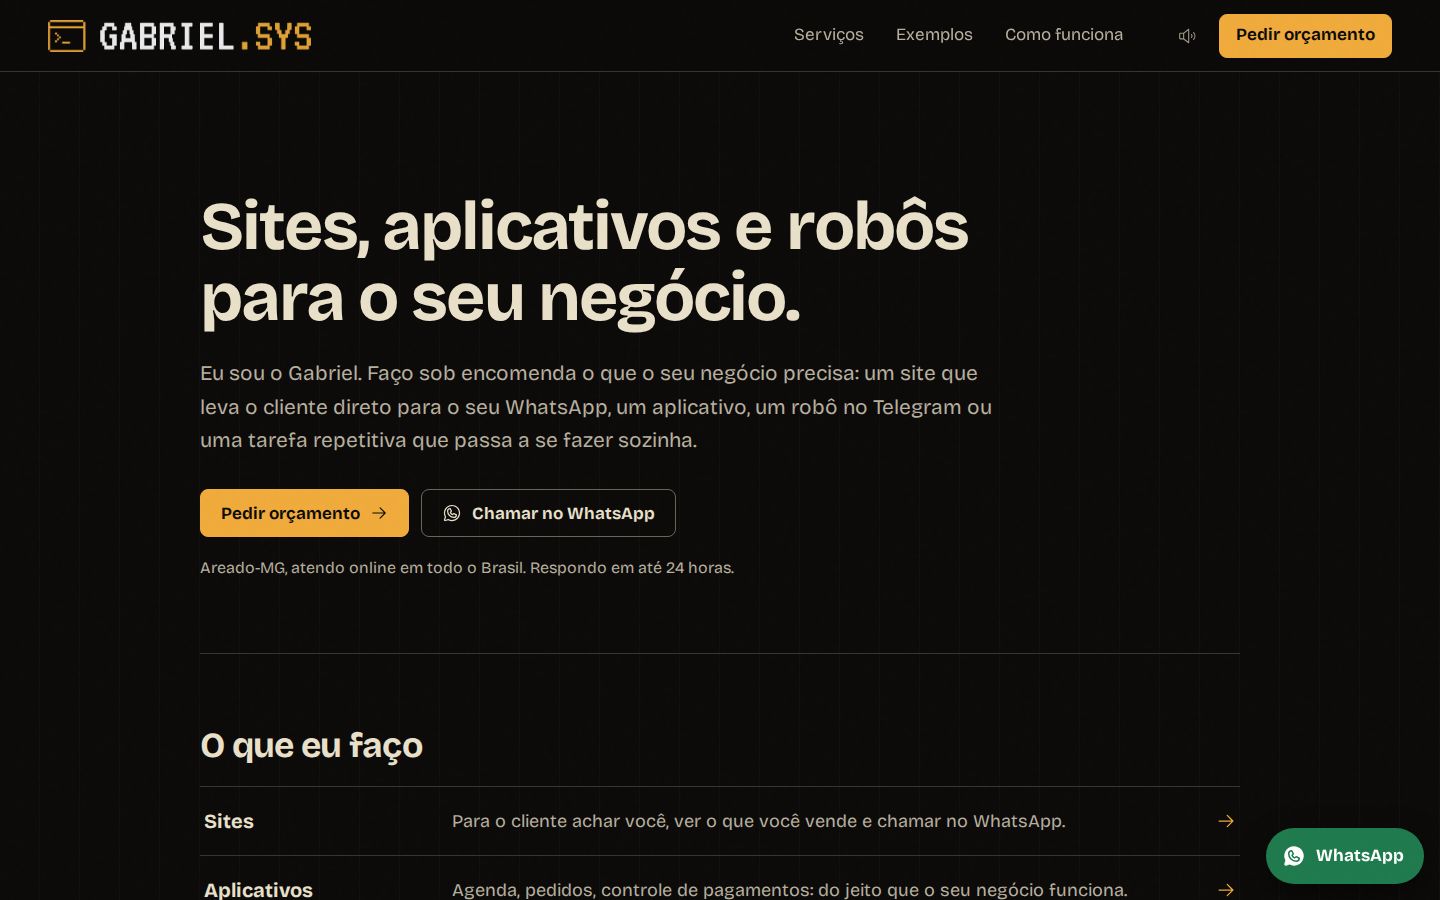 GABRIEL.SYS
Serviços
Exemplos
Como funciona
Pedir orçamento
Sites, aplicativos e robôs
para o seu negócio.
Eu sou o Gabriel. Faço sob encomenda o que o seu negócio precisa: um site que
leva o cliente direto para o seu WhatsApp, um aplicativo, um robô no Telegram ou
uma tarefa repetitiva que passa a se fazer sozinha.
Pedir orçamento →
Chamar no WhatsApp
Areado-MG, atendo online em todo o Brasil. Respondo em até 24 horas.
O que eu faço
Sites
Para o cliente achar você, ver o que você vende e chamar no WhatsApp. →
Aplicativos
Agenda, pedidos, controle de pagamentos: do jeito que o seu negócio funciona. →
WhatsApp